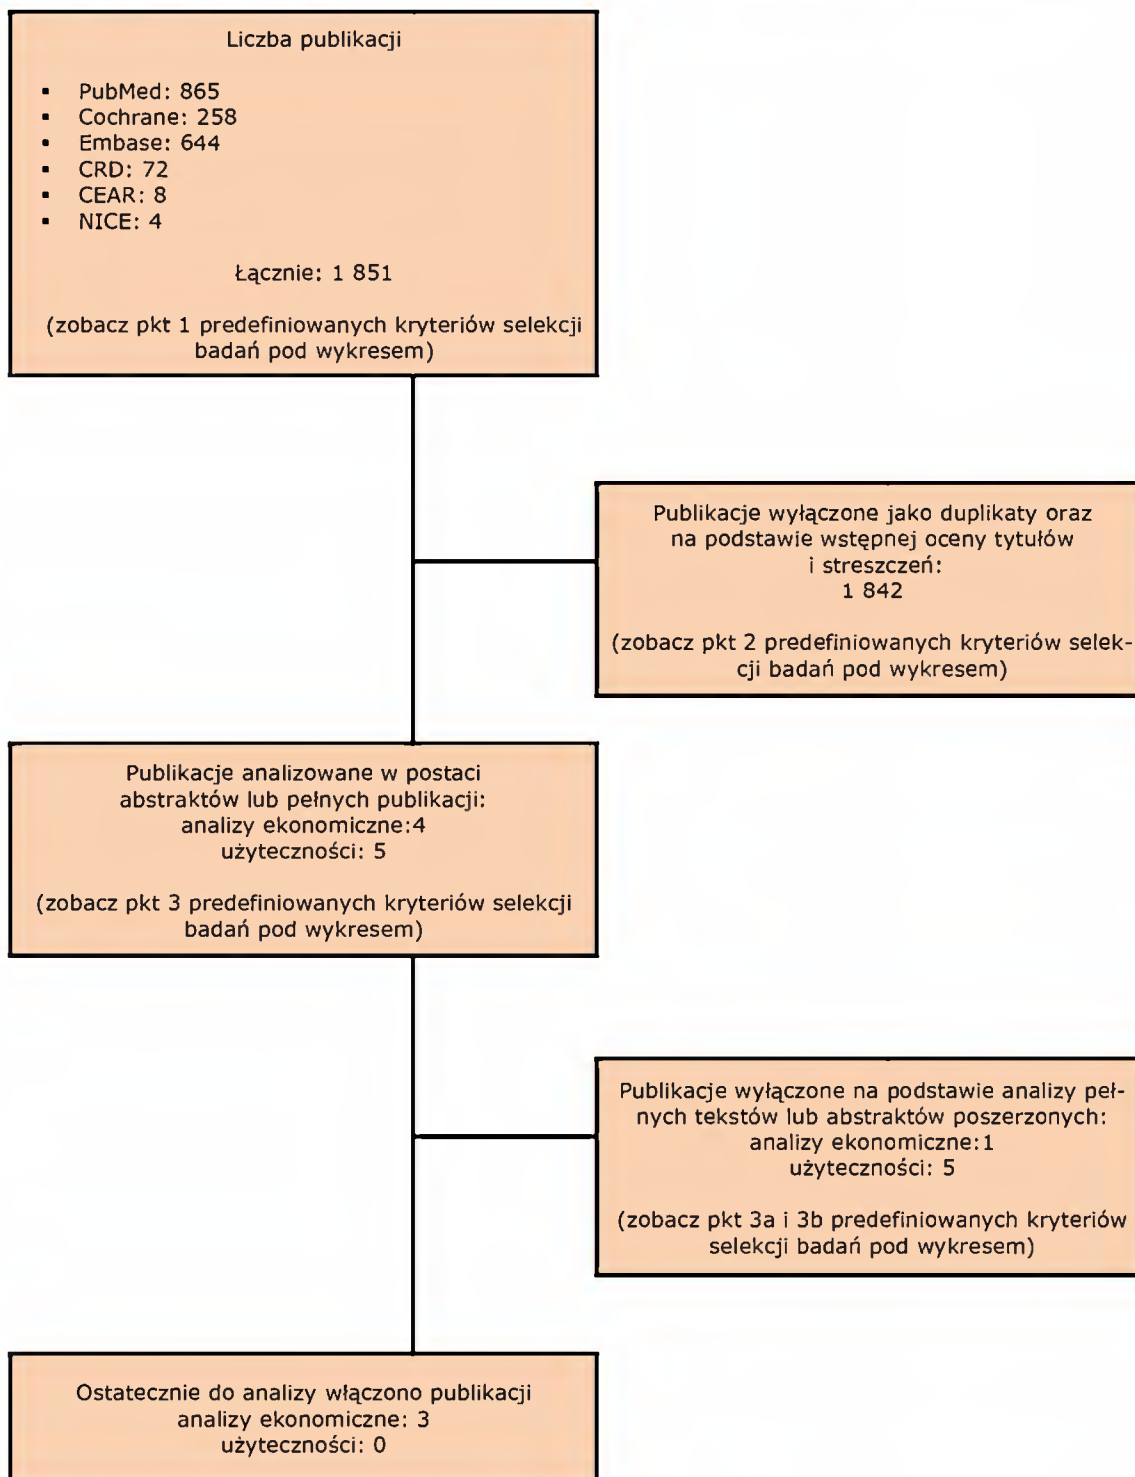 Liczba publikacji
▪ PubMed: 865
▪ Cochrane: 258
▪ Embase: 644
▪ CRD: 72
▪ CEAR: 8
▪ NICE: 4
Łącznie: 1 851
(zobacz pkt 1 predefiniowanych kryteriów selekcji
badań pod wykresem)
Publikacje wyłączone jako duplikaty oraz
na podstawie wstępnej oceny tytułów
i streszczeń:
1 842
(zobacz pkt 2 predefiniowanych kryteriów selek-
cji badań pod wykresem)
Publikacje analizowane w postaci
abstraktów lub pełnych publikacji:
analizy ekonomiczne:4
użyteczności: 5
(zobacz pkt 3 predefiniowanych kryteriów selekcji
badań pod wykresem)
Publikacje wyłączone na podstawie analizy peł-
nych tekstów lub abstraktów poszerzonych:
analizy ekonomiczne:1
użyteczności: 5
(zobacz pkt 3a i 3b predefiniowanych kryteriów
selekcji badań pod wykresem)
Ostatecznie do analizy włączono publikacji
analizy ekonomiczne: 3
użyteczności: 0